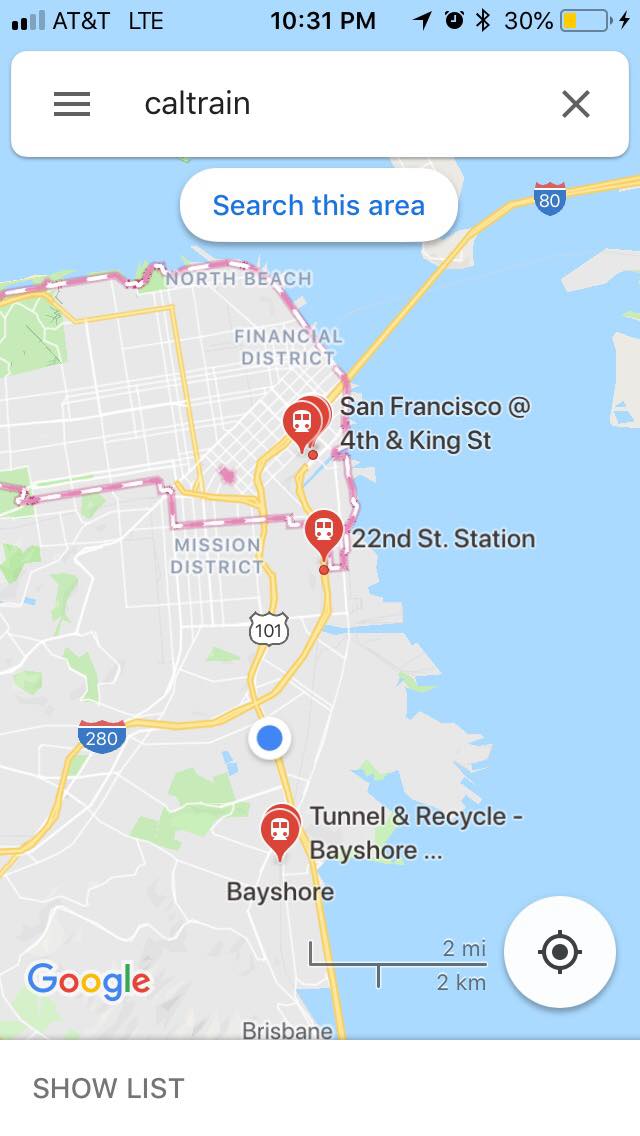 AT&T LTE 10:31 PM 30%
caltrain
Search this area
80
NORTH BEACH
FINANCIAL
DISTRICT
San Francisco @
4th & King St
22nd St. Station
MISSION
DISTRICT
101
280
Tunnel & Recycle -
Bayshore ...
Bayshore
2 mi
2 km
Google
Brisbane
SHOW LIST